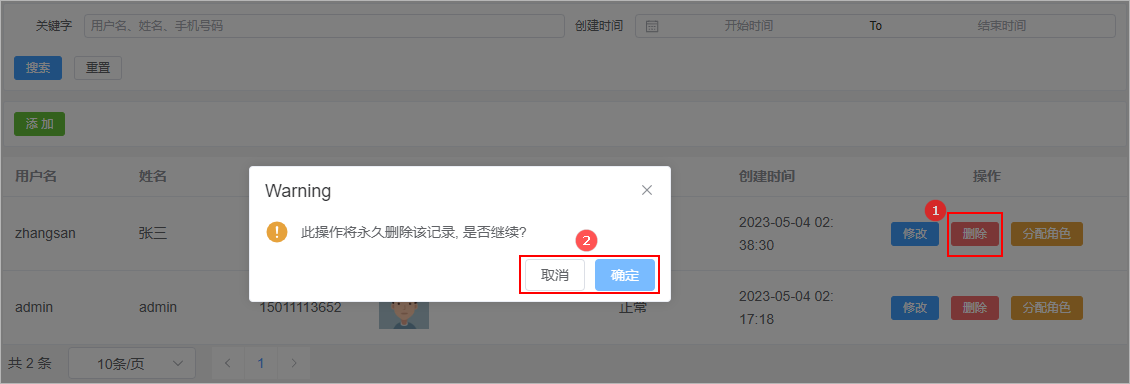 关键字 用户名、姓名、手机号码 创建时间 开始时间 To 结束时间
搜索 重置
添 加
用户名 姓名 创建时间 操作
Warning
zhangsan 张三 2023-05-04 02:38:30 1 修改 删除 分配角色
此操作将永久删除该记录, 是否继续?
2
取消 确定
admin admin 15011113652 正常 2023-05-04 02:17:18 修改 删除 分配角色
共 2 条 10条/页 1